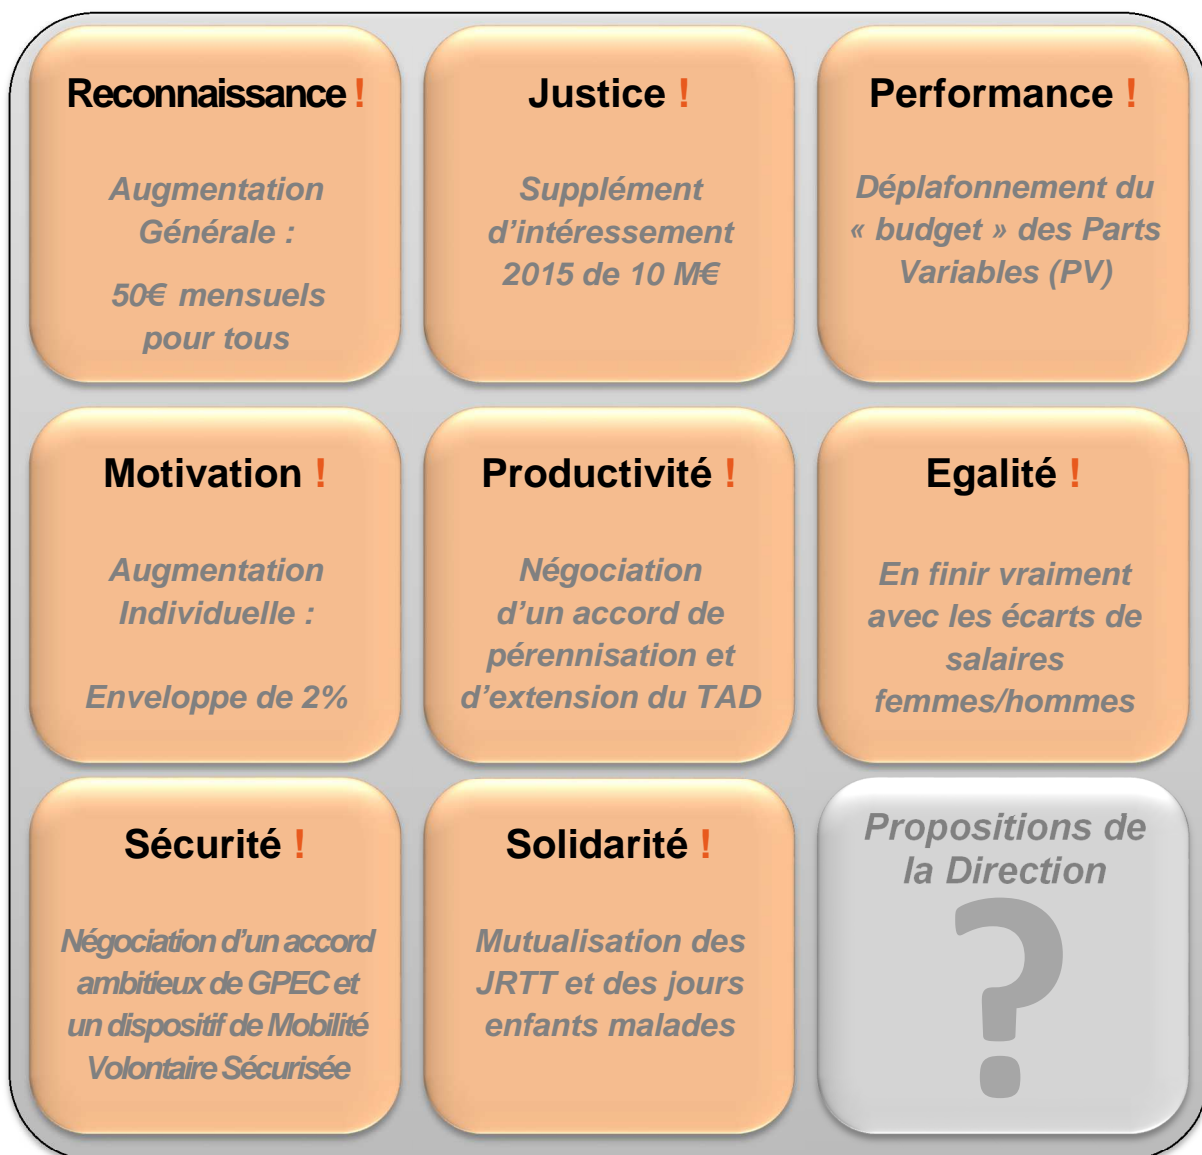 Reconnaissance !
Augmentation
Générale :
50€ mensuels
pour tous
Justice !
Supplément
d’intéressement
2015 de 10 M€
Performance !
Déplafonnement du
« budget » des Parts
Variables (PV)
Motivation !
Augmentation
Individuelle :
Enveloppe de 2%
Productivité !
Négociation
d’un accord de
pérennisation et
d’extension du TAD
Egalité !
En finir vraiment
avec les écarts de
salaires
femmes/hommes
Sécurité !
Négociation d’un accord
ambitieux de GPEC et
un dispositif de Mobilité
Volontaire Sécurisée
Solidarité !
Mutualisation des
JRTT et des jours
enfants malades
Propositions de
la Direction
?